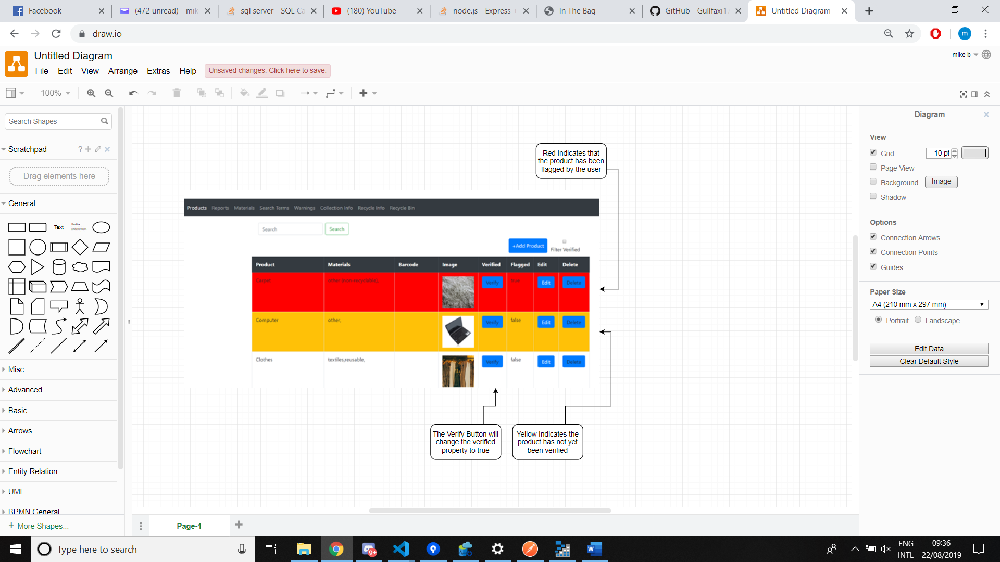 Facebook
(472 unread) - mik
sql server - SQL Ca
(180) YouTube
node.js - Express +
In The Bag
GitHub - Gullfaxi17
Untitled Diagram -
draw.io
m
Untitled Diagram
File Edit View Arrange Extras Help
Unsaved changes. Click here to save.
mike b
100%
Search Shapes
Scratchpad
?
Drag elements here
General
Text
Heading
Misc
Advanced
Basic
Arrows
Flowchart
Entity Relation
UML
BPMN General
+ More Shapes...
Red Indicates that
the product has been
flagged by the user
Products Reports Materials Search Terms Warnings Collection Info Recycle Info Recycle Bin
Search Search
+Add Product
Filter Verified
Product Materials Barcode Image Verified Flagged Edit Delete
Carpet other (non-recyclable), Verify true Edit Delete
Computer other, Verify false Edit Delete
Clothes textiles,reusable, Verify false Edit Delete
The Verify Button will
change the verified
property to true
Yellow Indicates the
product has not yet
been verified
Page-1
Diagram
View
Grid 10 pt
Page View
Background Image
Shadow
Options
Connection Arrows
Connection Points
Guides
Paper Size
A4 (210 mm x 297 mm)
Portrait Landscape
Edit Data
Clear Default Style
Type here to search
9+
W
ENG
INTL
09:36
22/08/2019